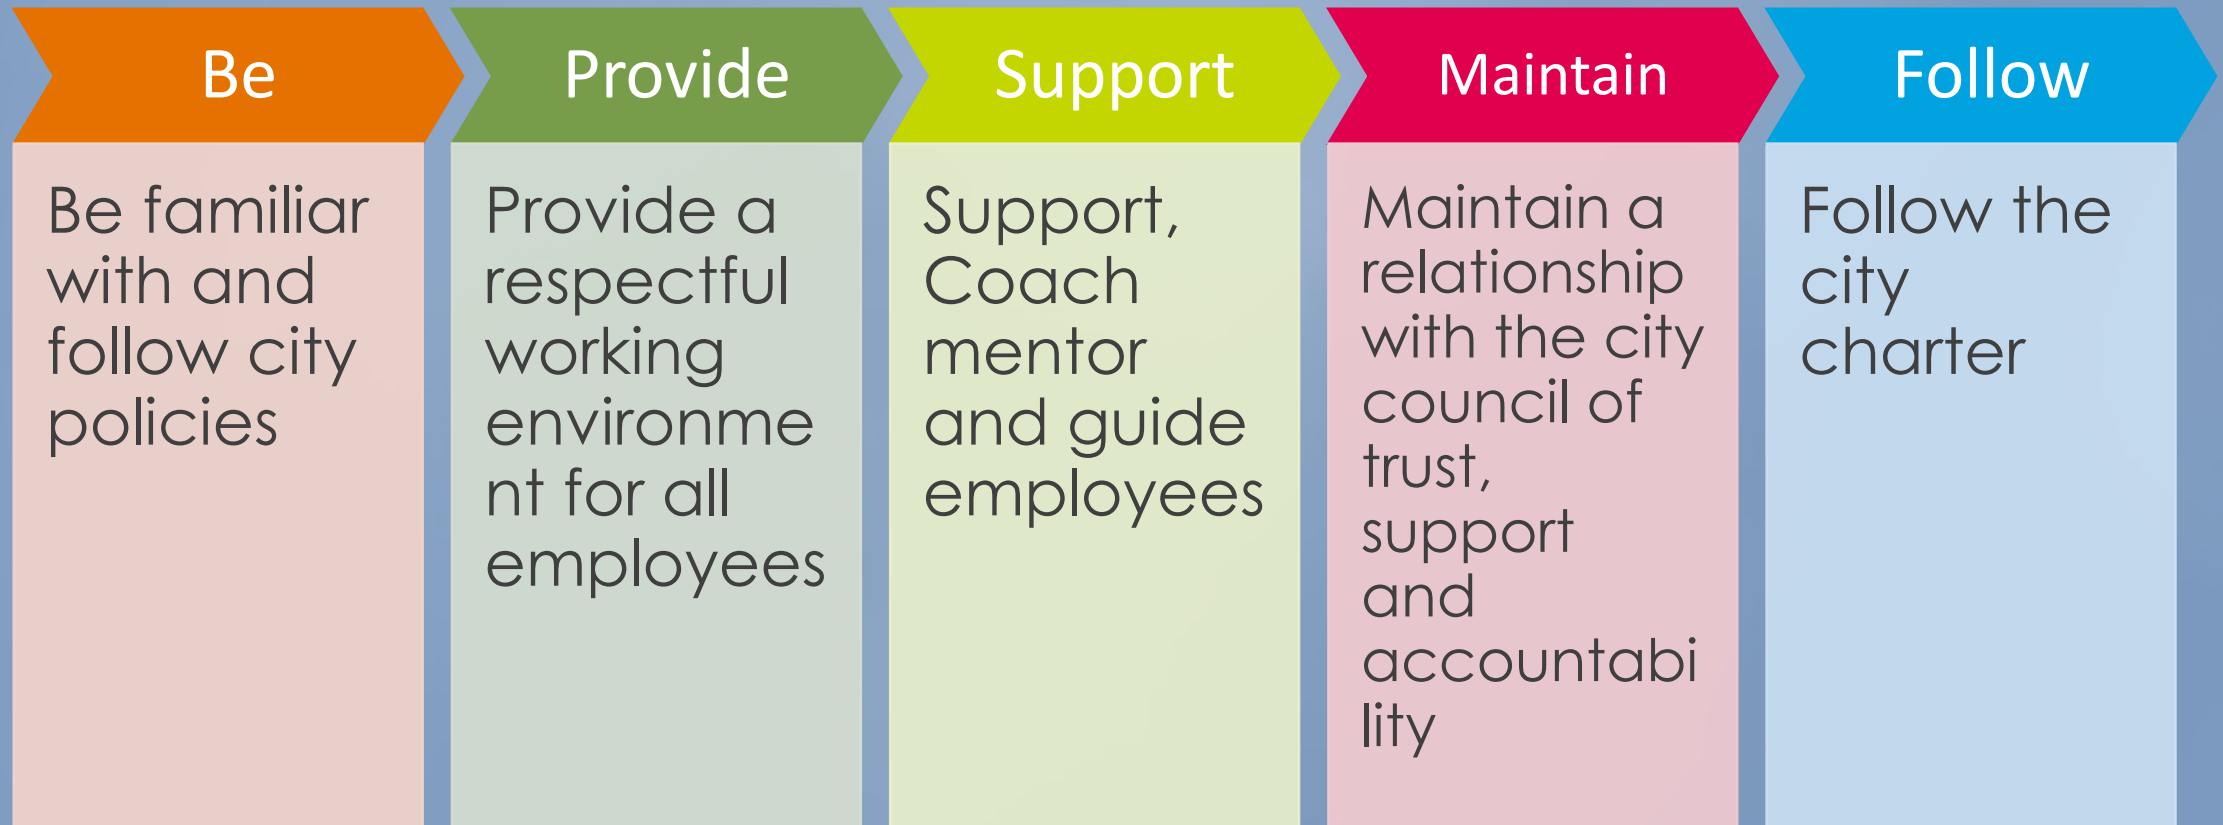 Be
Be familiar
with and
follow city
policies
Provide
Provide a
respectful
working
environme
nt for all
employees
Support
Support,
Coach
mentor
and guide
employees
Maintain
Maintain a
relationship
with the city
council of
trust,
support
and
accountabi
lity
Follow
Follow the
city
charter